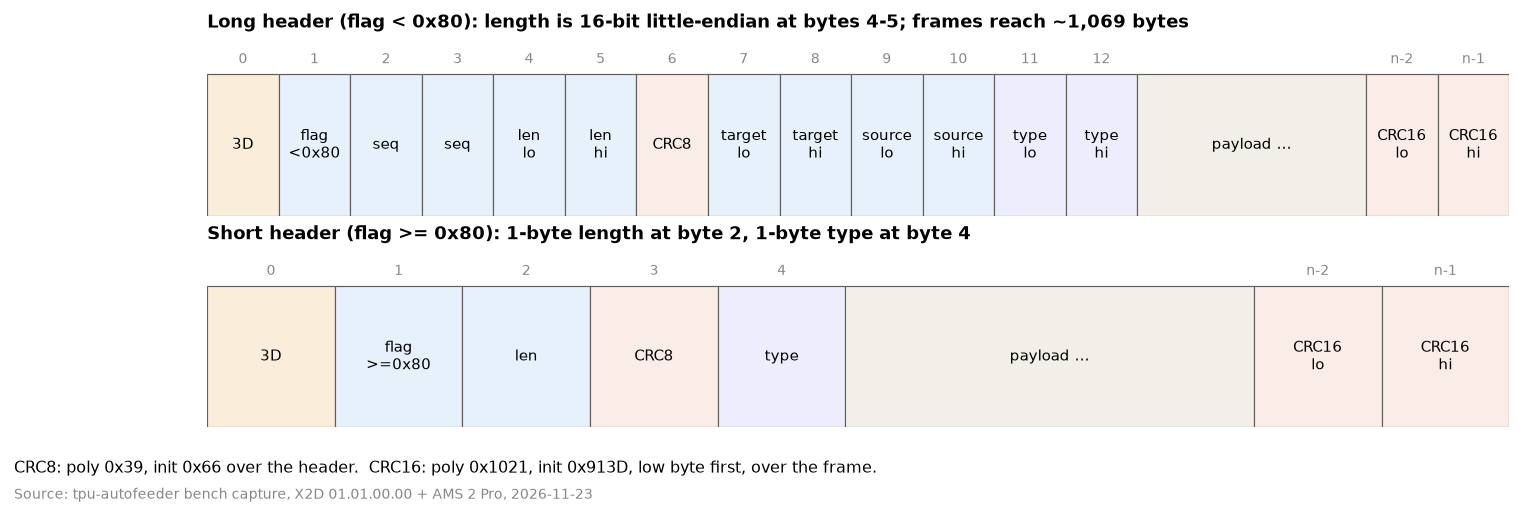 Long header (flag < 0x80): length is 16-bit little-endian at bytes 4-5; frames reach ~1,069 bytes
0 1 2 3 4 5 6 7 8 9 10 11 12 n-2 n-1
3D
flag
<0x80
seq
seq
len
lo
len
hi
CRC8
target
lo
target
hi
source
lo
source
hi
type
lo
type
hi
payload ...
CRC16
lo
CRC16
hi
Short header (flag >= 0x80): 1-byte length at byte 2, 1-byte type at byte 4
0 1 2 3 4 n-2 n-1
3D
flag
>=0x80
len
CRC8
type
payload ...
CRC16
lo
CRC16
hi
CRC8: poly 0x39, init 0x66 over the header.  CRC16: poly 0x1021, init 0x913D, low byte first, over the frame.
Source: tpu-autofeeder bench capture, X2D 01.01.00.00 + AMS 2 Pro, 2026-11-23